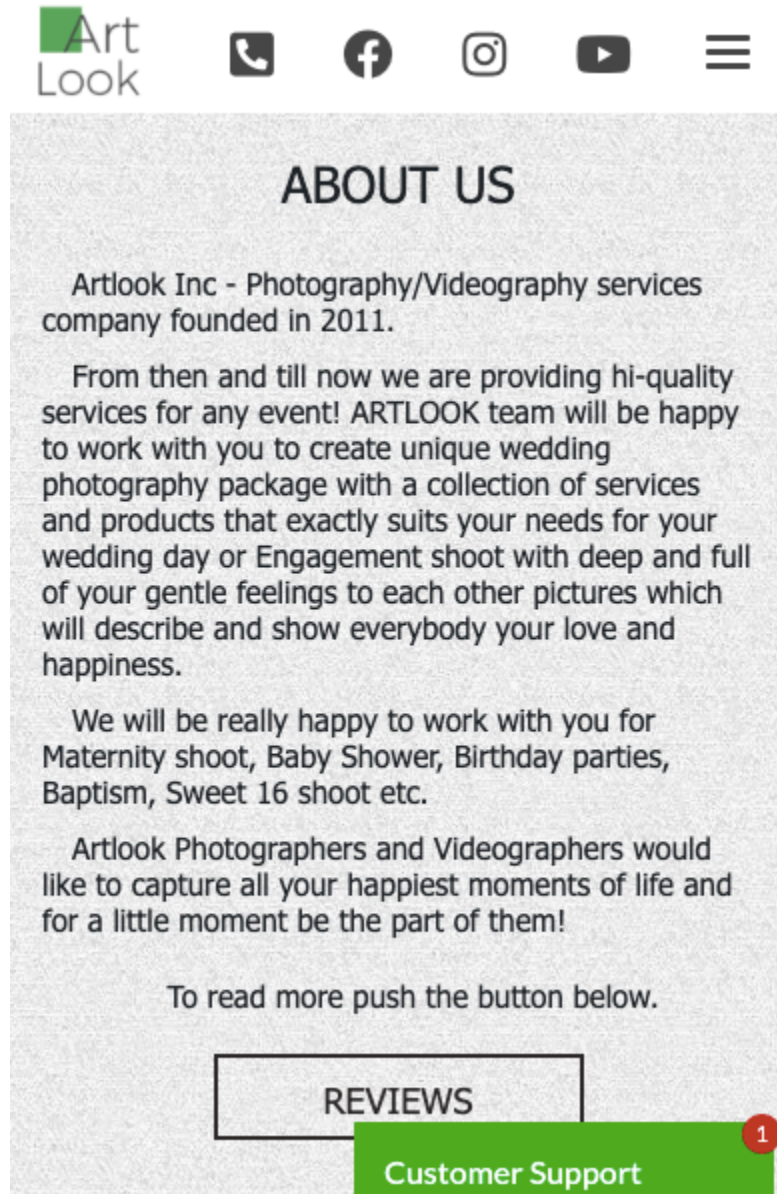 Art
Look
ABOUT US
Artlook Inc - Photography/Videography services
company founded in 2011.
From then and till now we are providing hi-quality
services for any event! ARTLOOK team will be happy
to work with you to create unique wedding
photography package with a collection of services
and products that exactly suits your needs for your
wedding day or Engagement shoot with deep and full
of your gentle feelings to each other pictures which
will describe and show everybody your love and
happiness.
We will be really happy to work with you for
Maternity shoot, Baby Shower, Birthday parties,
Baptism, Sweet 16 shoot etc.
Artlook Photographers and Videographers would
like to capture all your happiest moments of life and
for a little moment be the part of them!
To read more push the button below.
REVIEWS
1
Customer Support